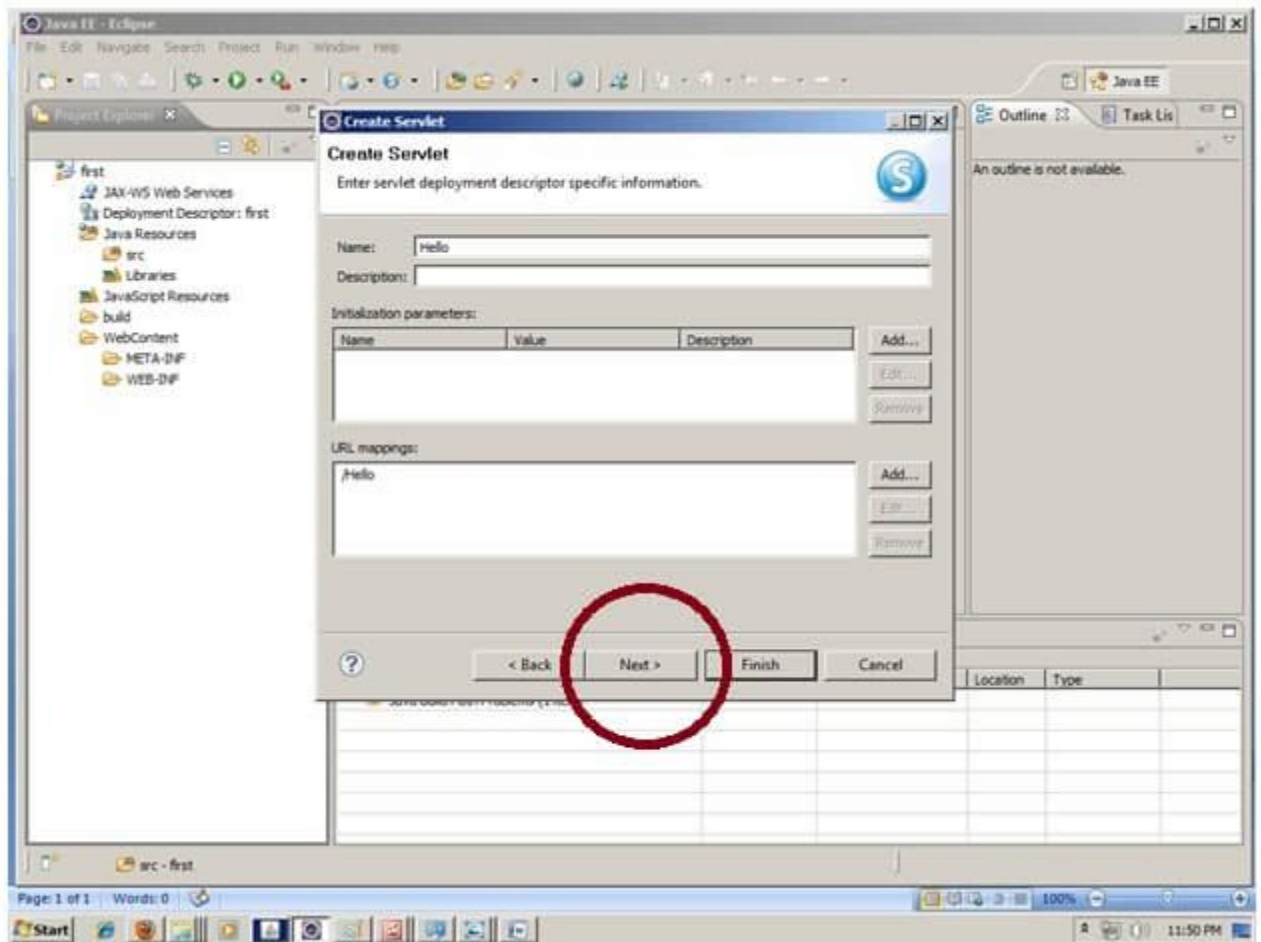 Java EE - Eclipse
File Edit Navigate Search Project Run Window Help
Java EE
Project Explorer
Create Servlet
Outline
Task Lis
Create Servlet
Enter servlet deployment descriptor specific information.
An outline is not available.
first
JAX-WS Web Services
Deployment Descriptor: first
Java Resources
src
Libraries
JavaScript Resources
build
WebContent
META-INF
WEB-INF
Name: Hello
Description:
Initialization parameters:
Name Value Description
Add...
Edit...
Remove
URL mappings:
/Hello
Add...
Edit...
Remove
< Back Next > Finish Cancel
Location Type
src - first
Page: 1 of 1 Words: 0 100%
Start 11:50 PM